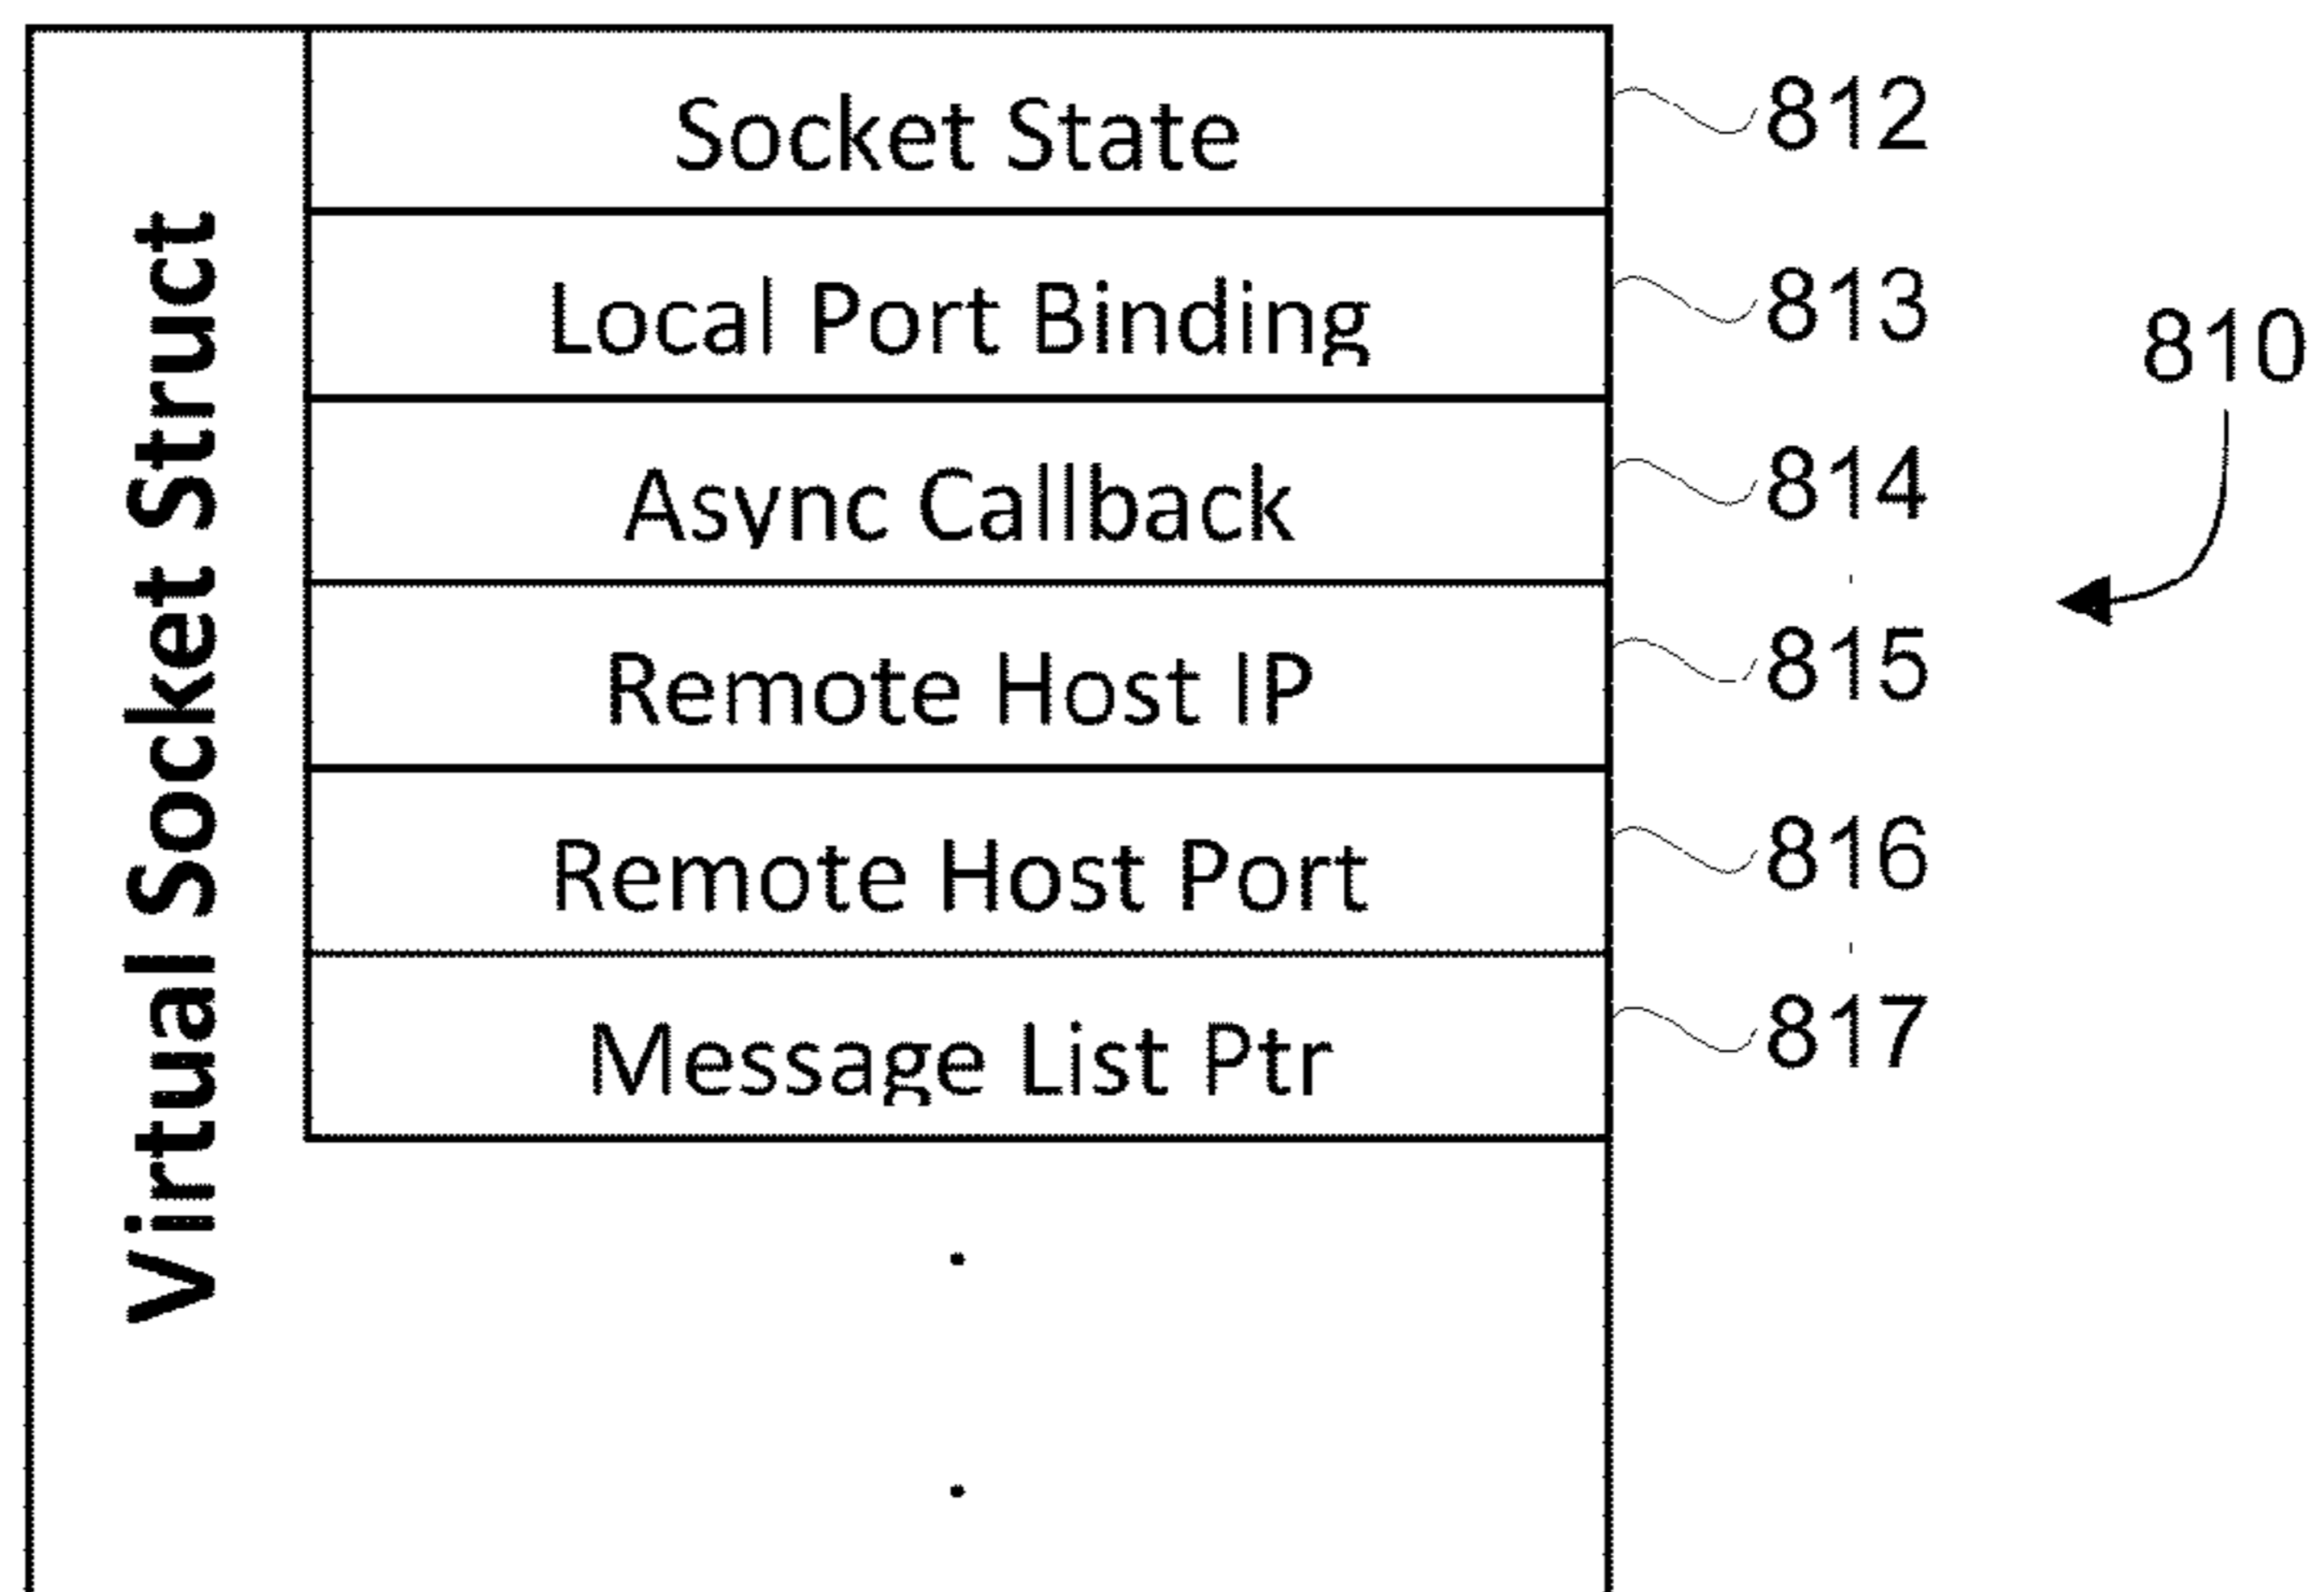 Virtual Socket Struct
Socket State 812
Local Port Binding 813
810
Async Callback 814
Remote Host IP 815
Remote Host Port 816
Message List Ptr 817
.
.